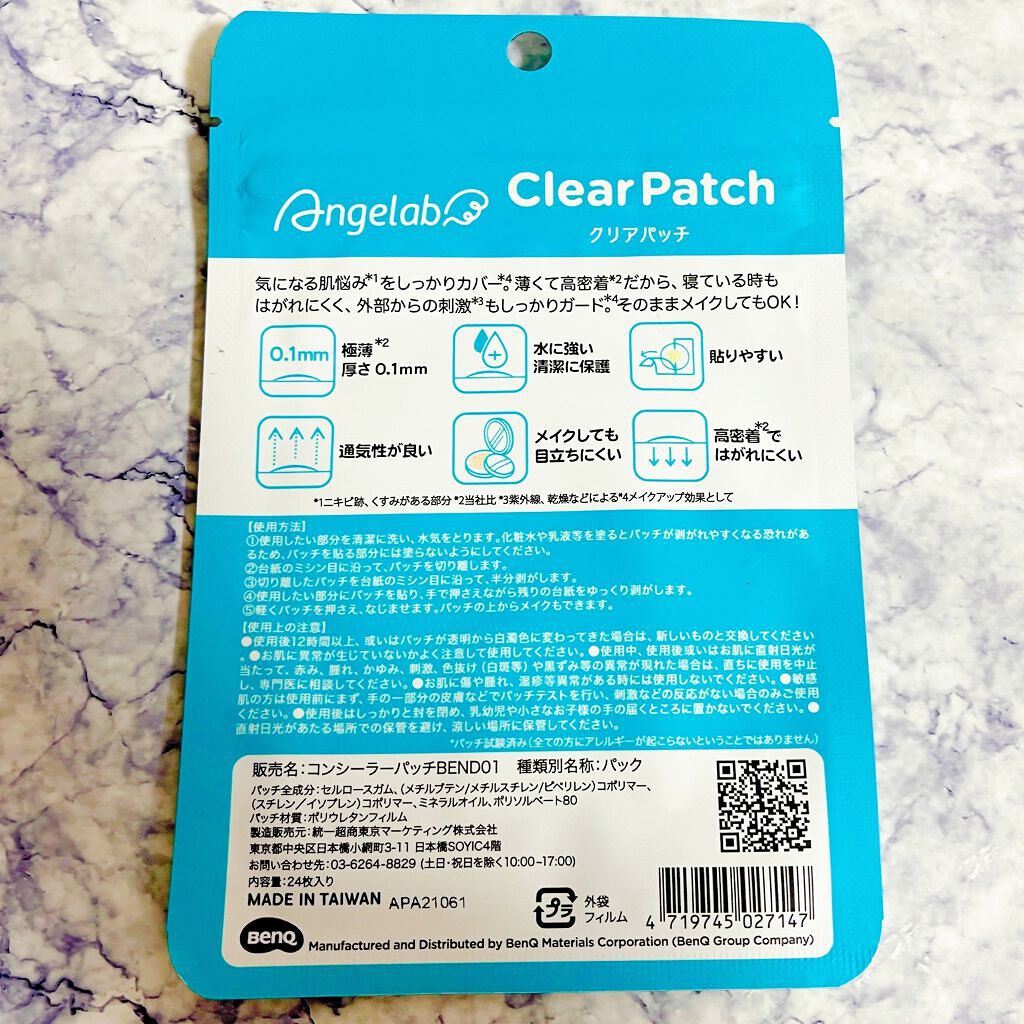 Angelab
Clear Patch
クリアパッチ
気になる肌悩み*1をしっかりカバー*4。薄くて高密着*2だから、寝ている時も
はがれにくく、外部からの刺激*3もしっかりガード*4。そのままメイクしてもOK!
0.1mm
極薄*2
厚さ0.1mm
水に強い
清潔に保護
貼りやすい
通気性が良い
メイクしても
目立ちにくい
高密着*2で
はがれにくい
*1ニキビ跡、くすみがある部分 *2当社比 *3紫外線、乾燥などによる *4メイクアップ効果として
【使用方法】
①使用したい部分を清潔に洗い、水気をとります。化粧水や乳液等を塗るとパッチが剥がれやすくなる恐れが
あるため、パッチを貼る部分には塗らないようにしてください。
②台紙のミシン目に沿って、パッチを切り離します。
③切り離したパッチを台紙のミシン目に沿って、半分剥がします。
④使用したい部分にパッチを貼り、手で押さえながら残りの台紙をゆっくり剥がします。
⑤軽くパッチを押さえ、なじませます。パッチの上からメイクもできます。
【使用上の注意】
●使用後12時間以上、或いはパッチが透明から白濁色に変わってきた場合は、新しいものと交換してください
。●お肌に異常が生じていないかよく注意して使用してください。●使用中、使用後或いはお肌に直射日光が
当たって、赤み、腫れ、かゆみ、刺激、色抜け(白斑等)や黒ずみ等の異常が現れた場合は、直ちに使用を中止
し、専門医に相談してください。●お肌に傷や腫れ、湿疹等異常がある時には使用しないでください。●敏感
肌の方は使用前にまず、手の一部分の皮膚などでパッチテストを行い、刺激などの反応がない場合のみご使用
ください。●使用後はしっかりと封を閉め、乳幼児や小さなお子様の手の届くところに置かないでください。●
直射日光があたる場所での保管を避け、涼しい場所に保管してください。
*パッチ試験済み(全ての方にアレルギーが起こらないということではありません)
販売名:コンシーラーパッチBEND01 種類別名称:パック
パッチ全成分:セルロースガム、(メチルブテン/メチルスチレン/ピペリレン)コポリマー、
(スチレン/イソプレン)コポリマー、ミネラルオイル、ポリソルベート80
パッチ材質:ポリウレタンフィルム
製造販売元:統一超商東京マーケティング株式会社
東京都中央区日本橋小網町3-11 日本橋SOYIC4階
お問い合わせ先:03-6264-8829 (土日・祝日を除く10:00~17:00)
内容量:24枚入り
MADE IN TAIWAN APA21061
プラ
外袋
フィルム
4 719745 027147
BenQ
Manufactured and Distributed by BenQ Materials Corporation (BenQ Group Company)